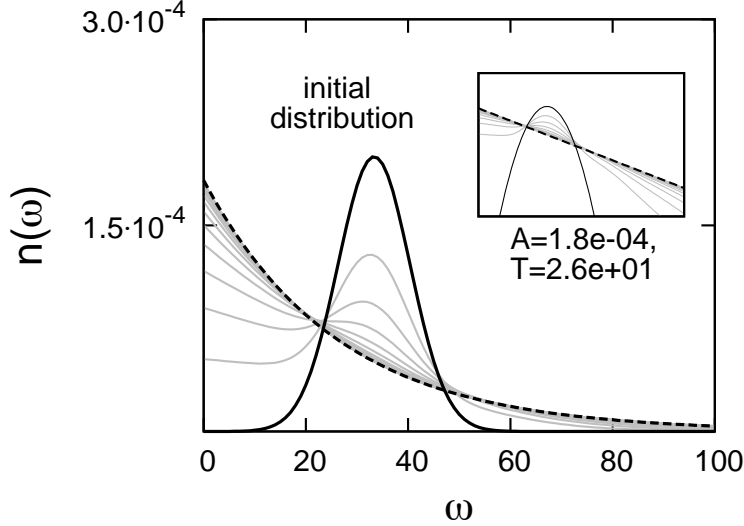 3.0·10⁻⁴
initial
distribution
n(ω)
1.5·10⁻⁴
A=1.8e-04,
T=2.6e+01
0 20 40 60 80 100
ω